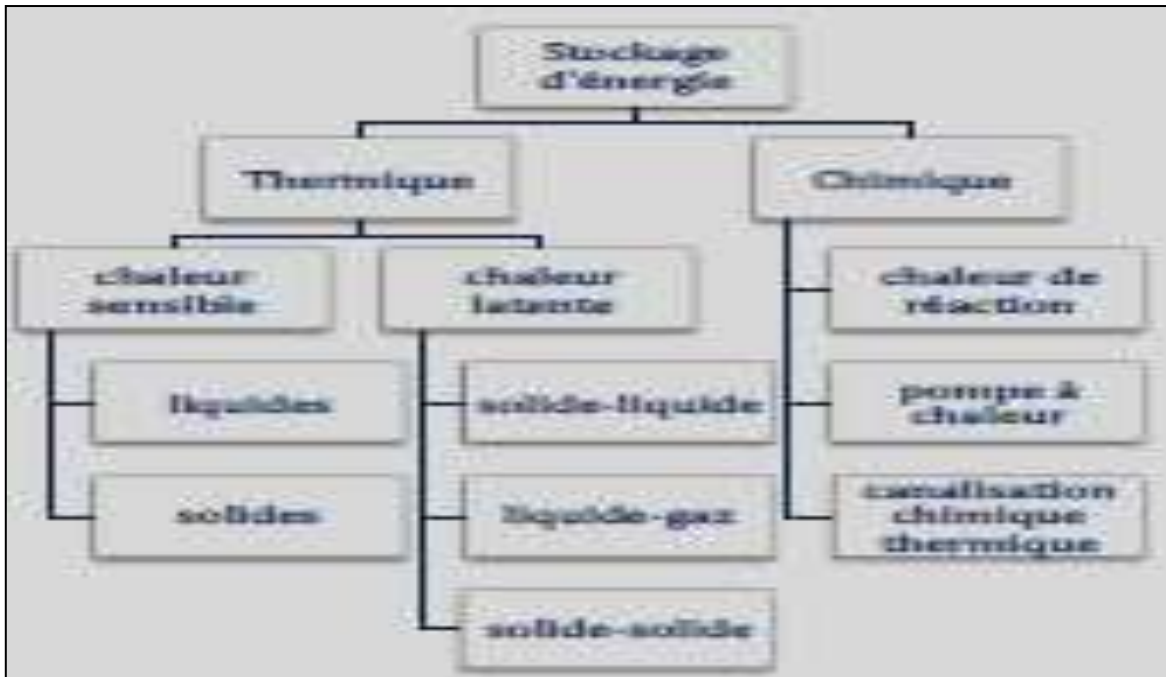 Stockage
d'énergie
Thermique
Chimique
chaleur
sensible
chaleur
latente
chaleur de
réaction
liquides
solide-liquide
pompe à
chaleur
solides
liquide-gaz
canalisation
chimique
thermique
solide-solide